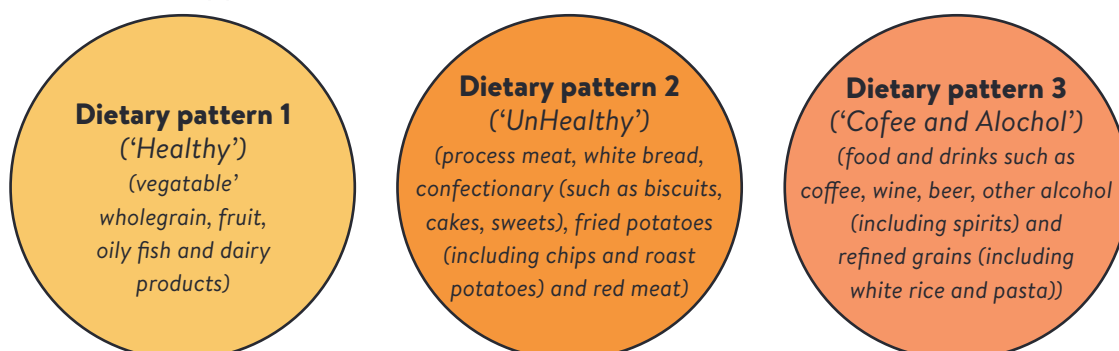 Dietary pattern 1
(‘Healthy’)
(vegatable’
wholegrain, fruit,
oily fish and dairy
products)
Dietary pattern 2
(‘UnHealthy’)
(process meat, white bread,
confectionary (such as biscuits,
cakes, sweets), fried potatoes
(including chips and roast
potatoes) and red meat)
Dietary pattern 3
(‘Cofee and Alochol’)
(food and drinks such as
coffee, wine, beer, other alcohol
(including spirits) and
refined grains (including
white rice and pasta))